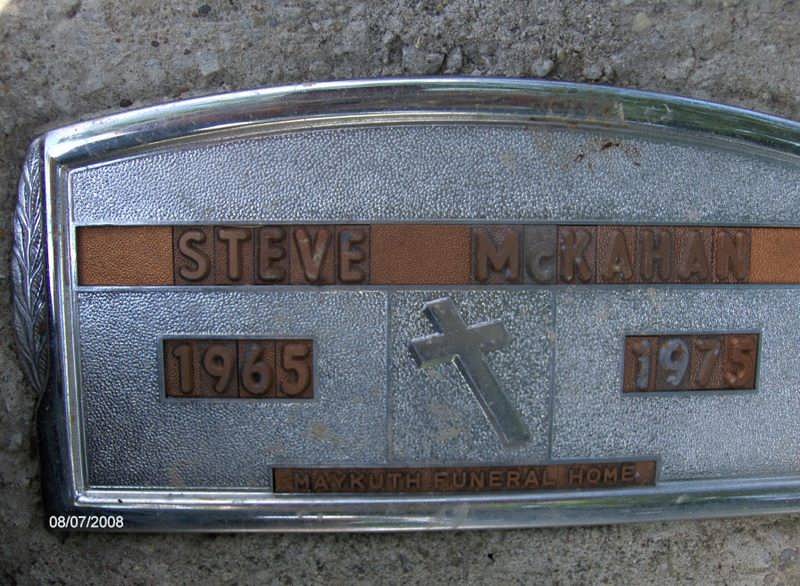 STEVE McKAHAN
1965 1975
MAYKUTH FUNERAL HOME
08/07/2008